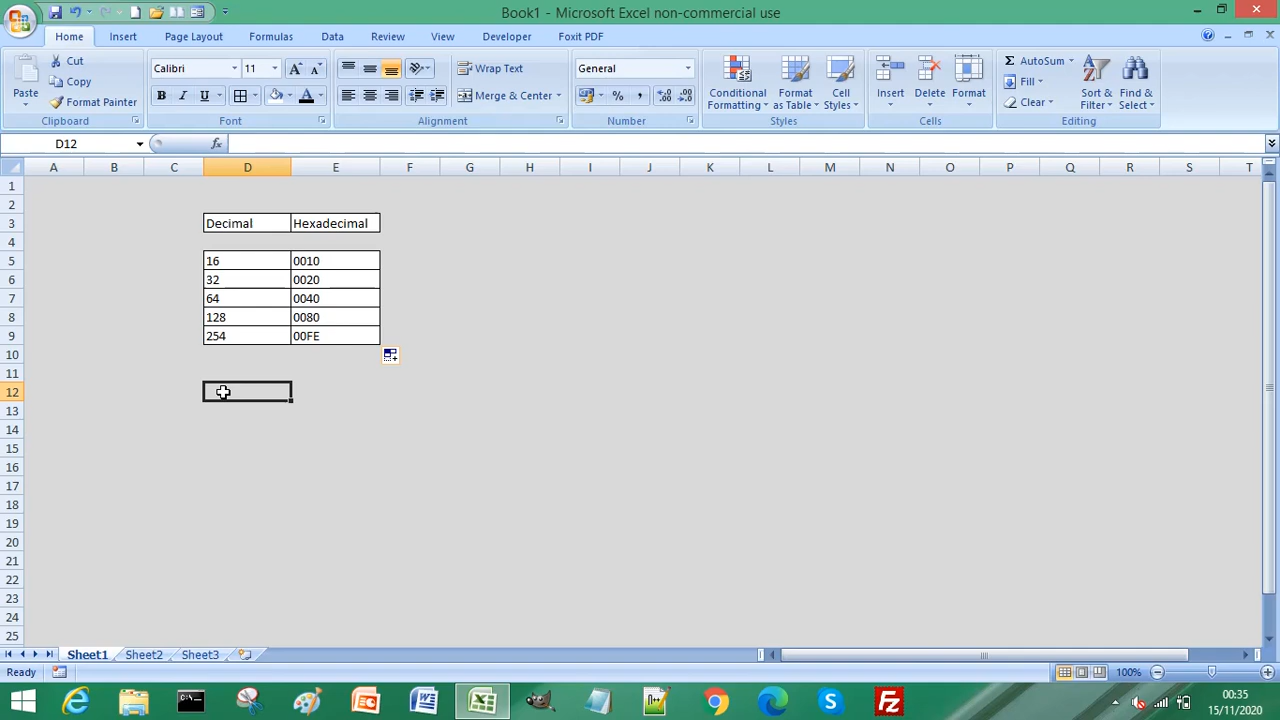 Book1 - Microsoft Excel non-commercial use
Home Insert Page Layout Formulas Data Review View Developer Foxit PDF
Paste
Cut
Copy
Format Painter
Clipboard
Calibri 11
B I U
Font
Wrap Text
Merge & Center
Alignment
General
% ,
Number
Conditional Formatting
Format as Table
Cell Styles
Styles
Insert Delete Format
Cells
Σ AutoSum
Fill
Clear
Sort & Filter
Find & Select
Editing
D12 fx
A B C D E F G H I J K L M N O P Q R S T
1
2
3 Decimal Hexadecimal
4
5 16 0010
6 32 0020
7 64 0040
8 128 0080
9 254 00FE
10
11
12
13
14
15
16
17
18
19
20
21
22
23
24
25
Sheet1 Sheet2 Sheet3
Ready 100%
00:35
15/11/2020